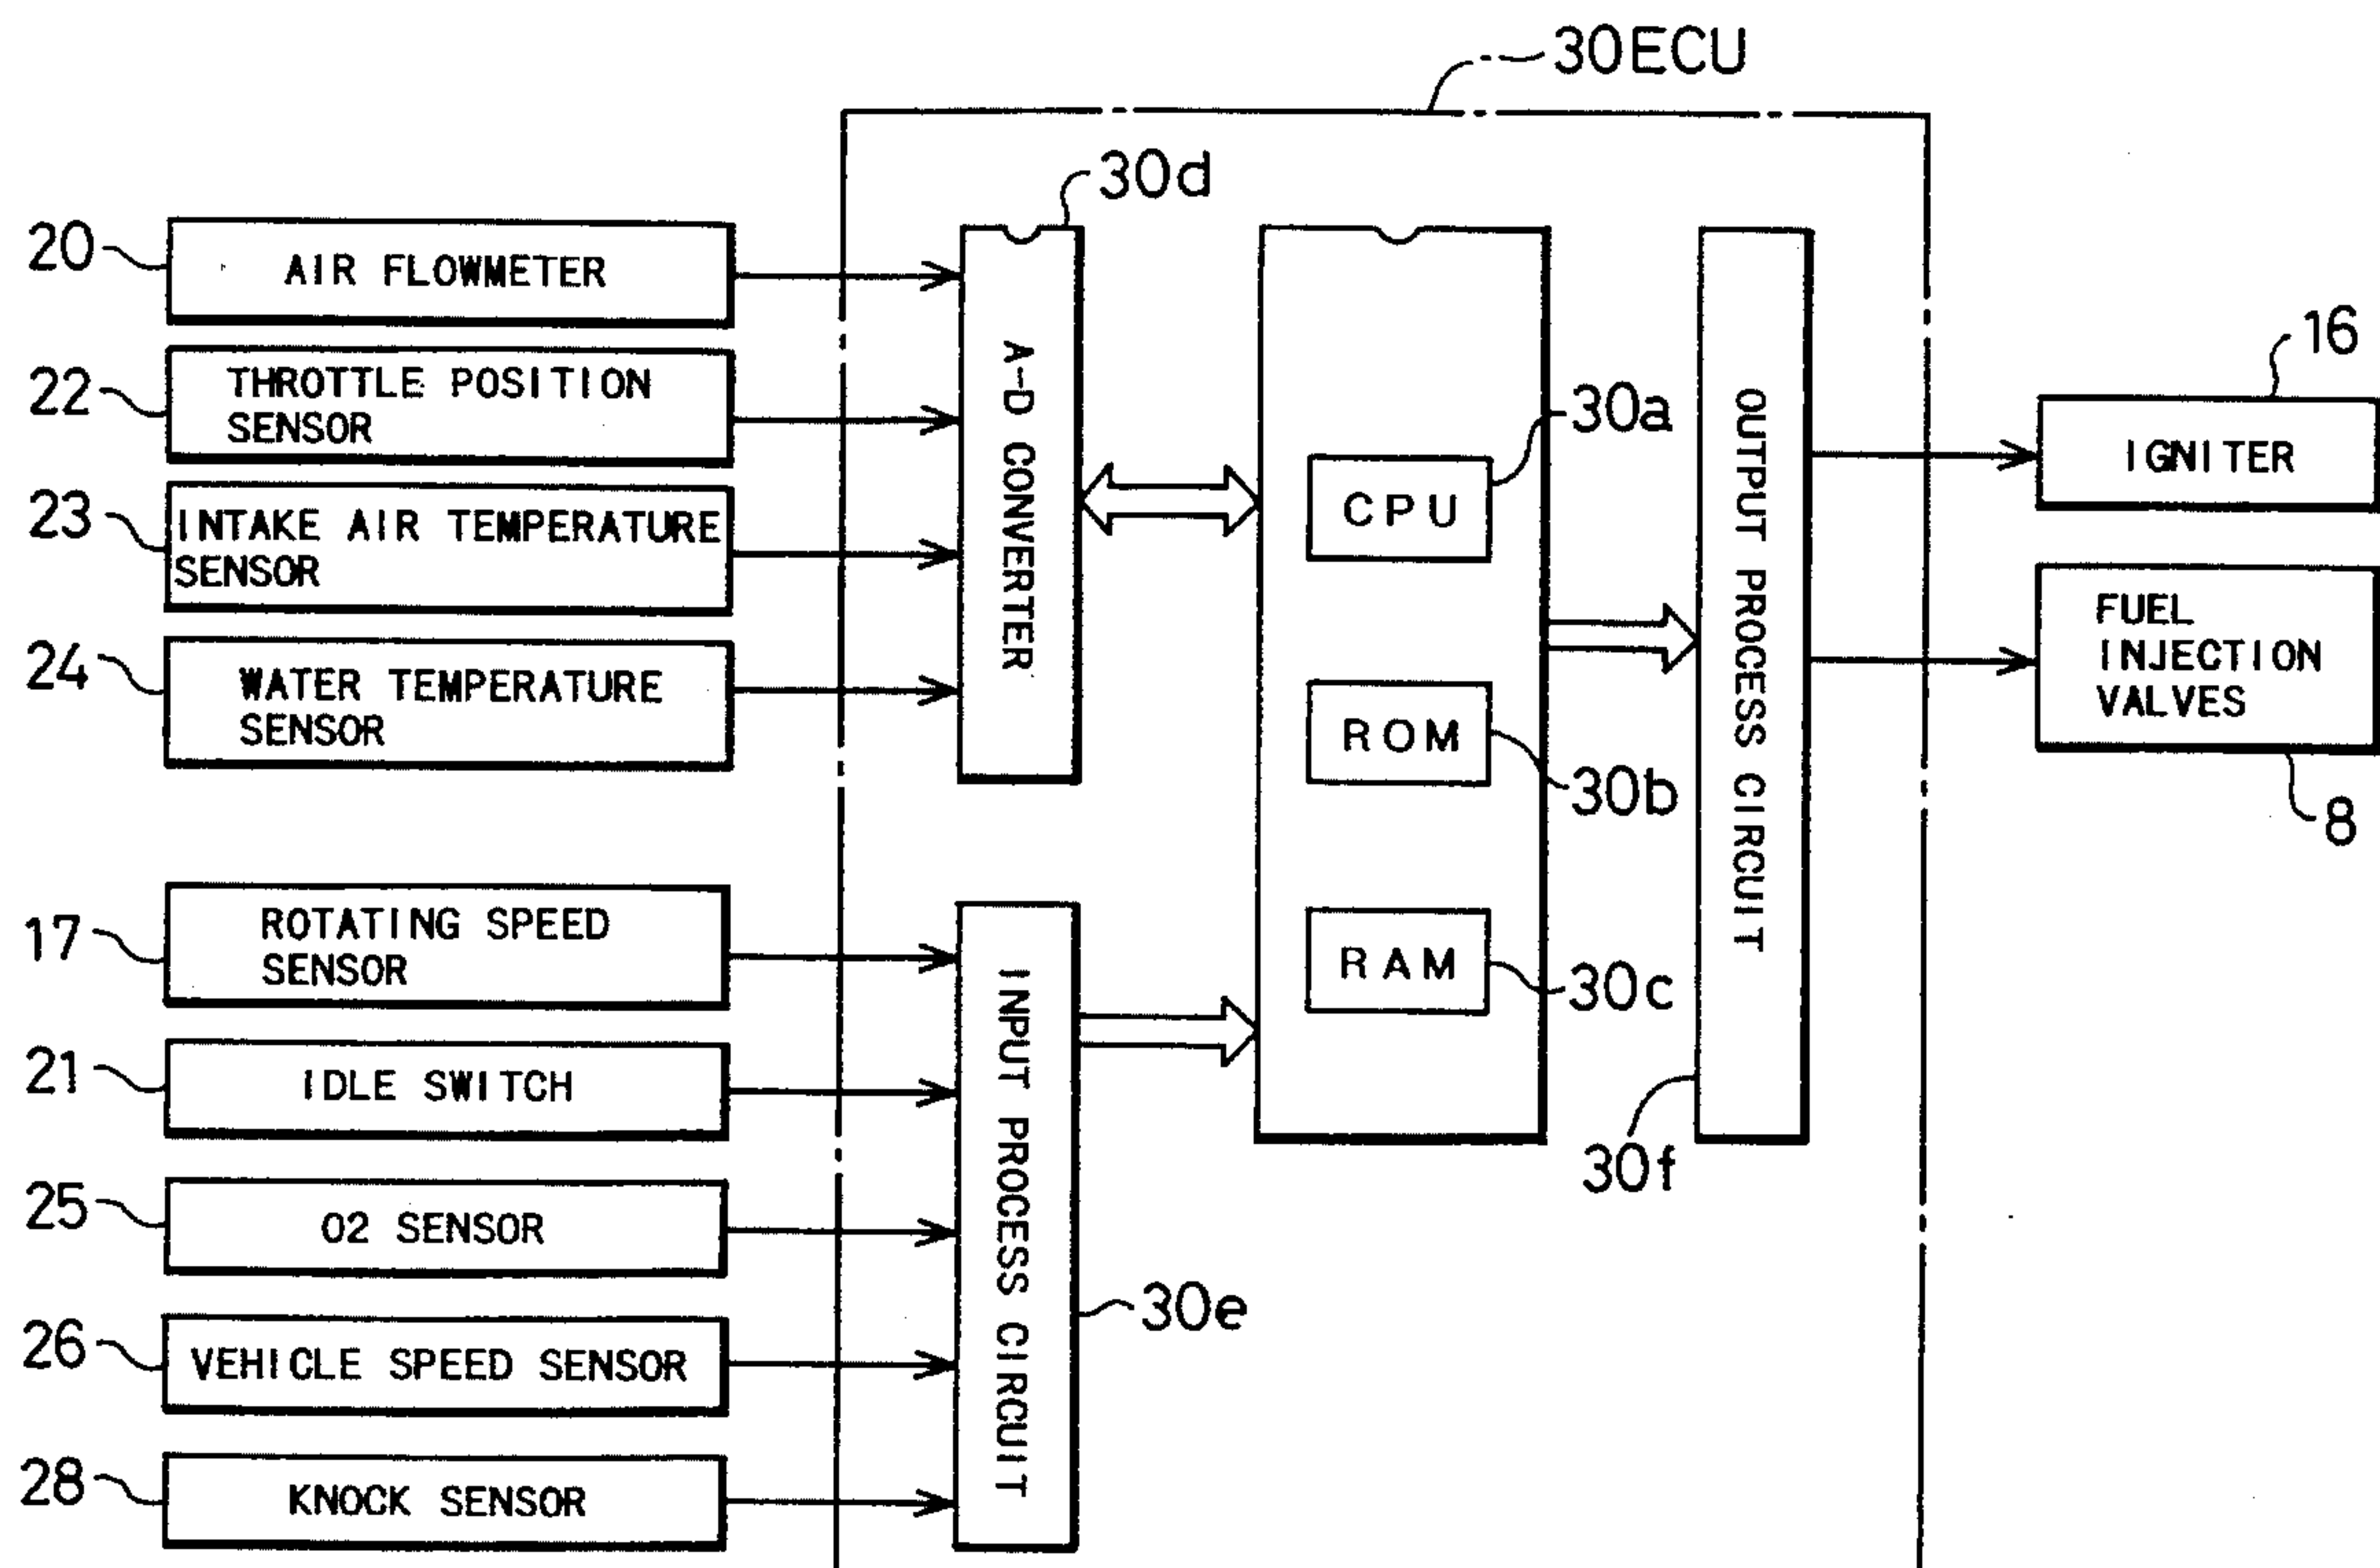 30ECU
30d
20
AIR FLOWMETER
22
THROTTLE POSITION
SENSOR
23
INTAKE AIR TEMPERATURE
SENSOR
24
WATER TEMPERATURE
SENSOR
A-D CONVERTER
30a
CPU
ROM
30b
RAM
30c
OUTPUT PROCESS CIRCUIT
30f
16
IGNITER
FUEL
INJECTION
VALVES
8
17
ROTATING SPEED
SENSOR
21
IDLE SWITCH
25
O2 SENSOR
26
VEHICLE SPEED SENSOR
28
KNOCK SENSOR
INPUT PROCESS CIRCUIT
30e